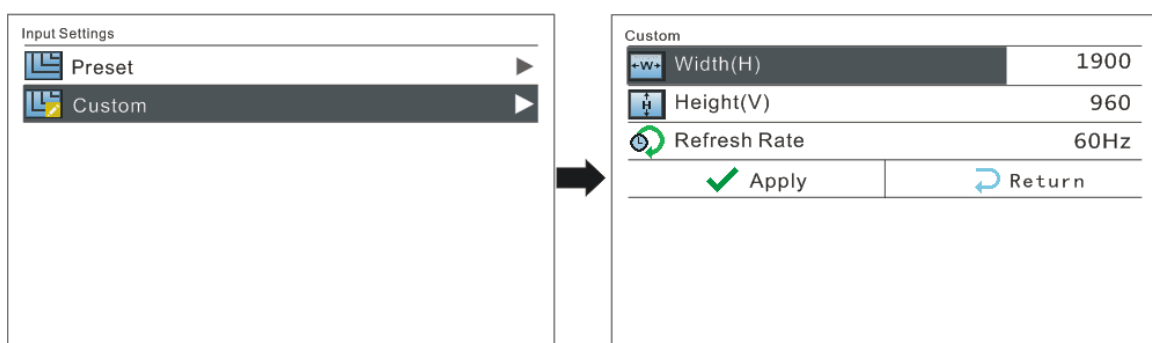 Input Settings
Preset
Custom
Custom
Width(H) 1900
Height(V) 960
Refresh Rate 60Hz
Apply Return